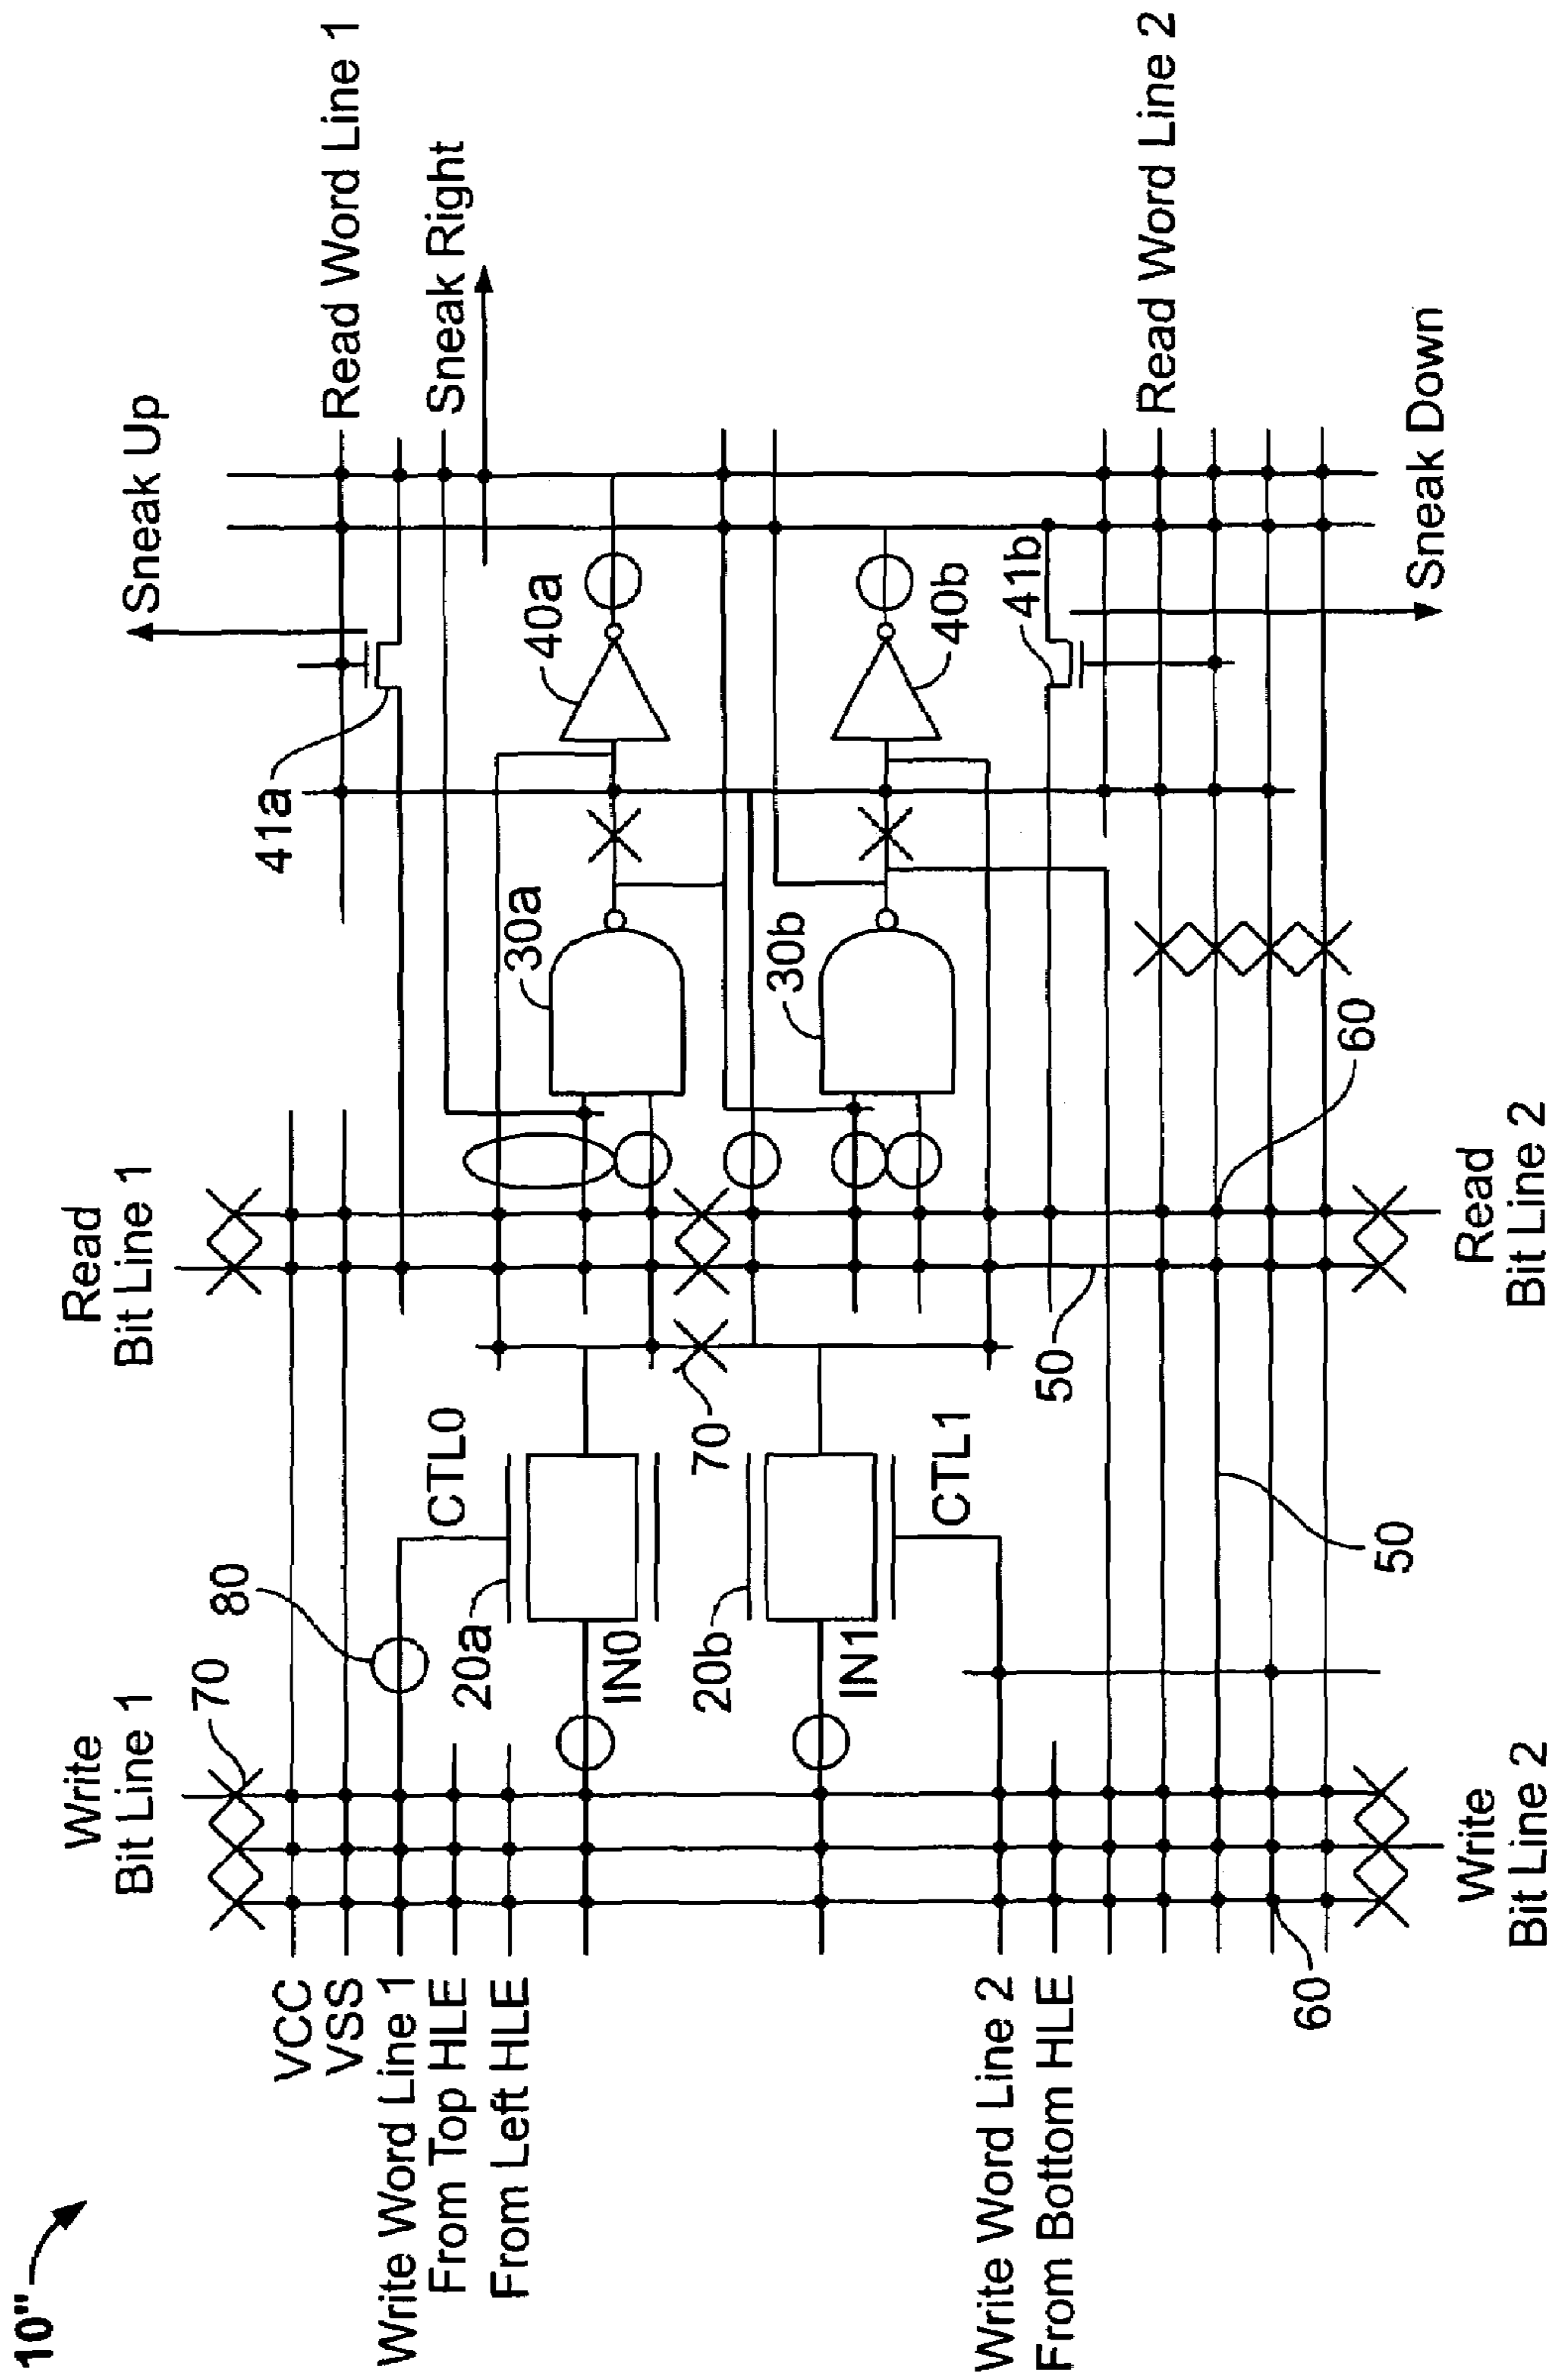 10"
Write
Bit Line 1
Read
Bit Line 1
Sneak Up
70
80
VCC
VSS
Write Word Line 1
From Top HLE
From Left HLE
CTL0
20a
IN0
41a
Read Word Line 1
Sneak Right
30a
40a
70
20b
IN1
CTL1
30b
40b
41b
50
Write Word Line 2
From Bottom HLE
Read Word Line 2
60
50
60
Write
Bit Line 2
Read
Bit Line 2
Sneak Down